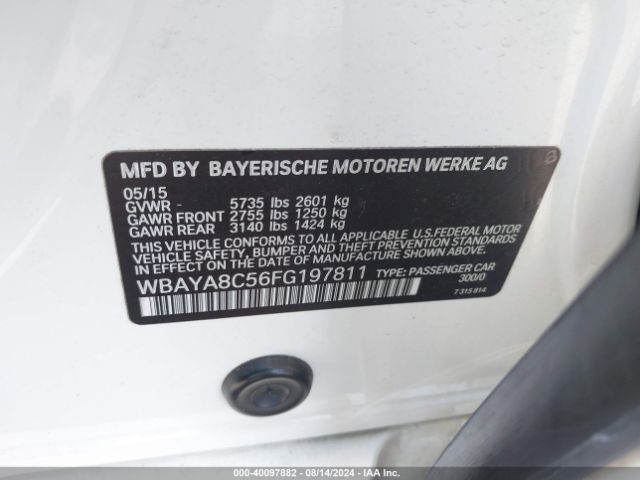 MFD BY BAYERISCHE MOTOREN WERKE AG
05/15
GVWR - 5735 lbs 2601 kg
GAWR FRONT 2755 lbs 1250 kg
GAWR REAR 3140 lbs 1424 kg
THIS VEHICLE CONFORMS TO ALL APPLICABLE U.S.FEDERAL MOTOR
VEHICLE SAFETY, BUMPER AND THEFT PREVENTION STANDARDS
IN EFFECT ON THE DATE OF MANUFACTURE SHOWN ABOVE.
WBAYA8C56FG197811 TYPE: PASSENGER CAR
300/0
7 315 814
000-40097882 - 08/14/2024 - IAA Inc.